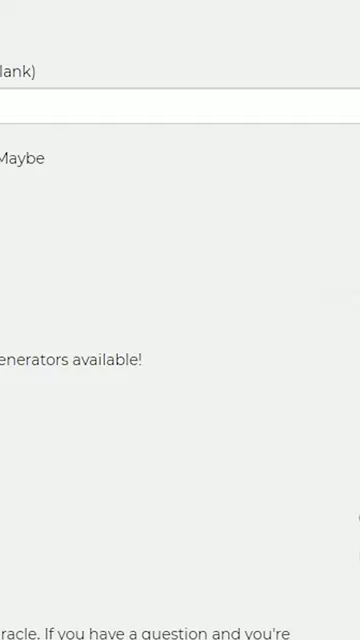 lank)
Maybe
enerators available!
racle. If you have a question and you're